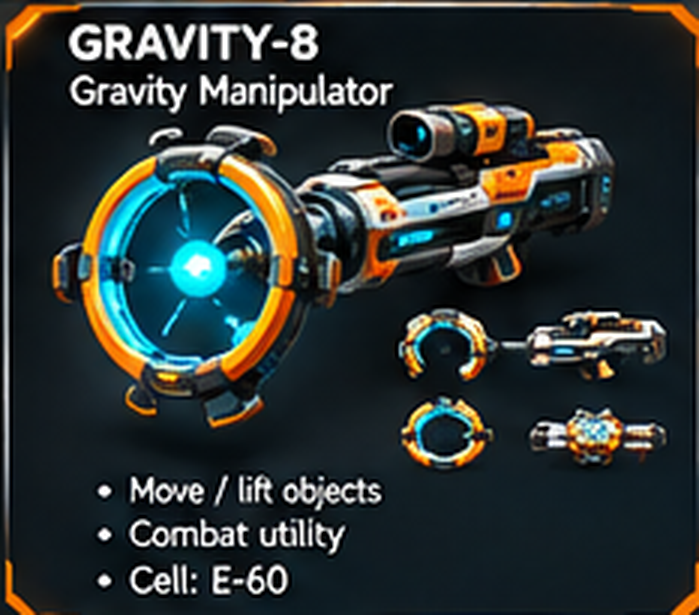 GRAVITY-8
Gravity Manipulator
• Move / lift objects
• Combat utility
• Cell: E-60